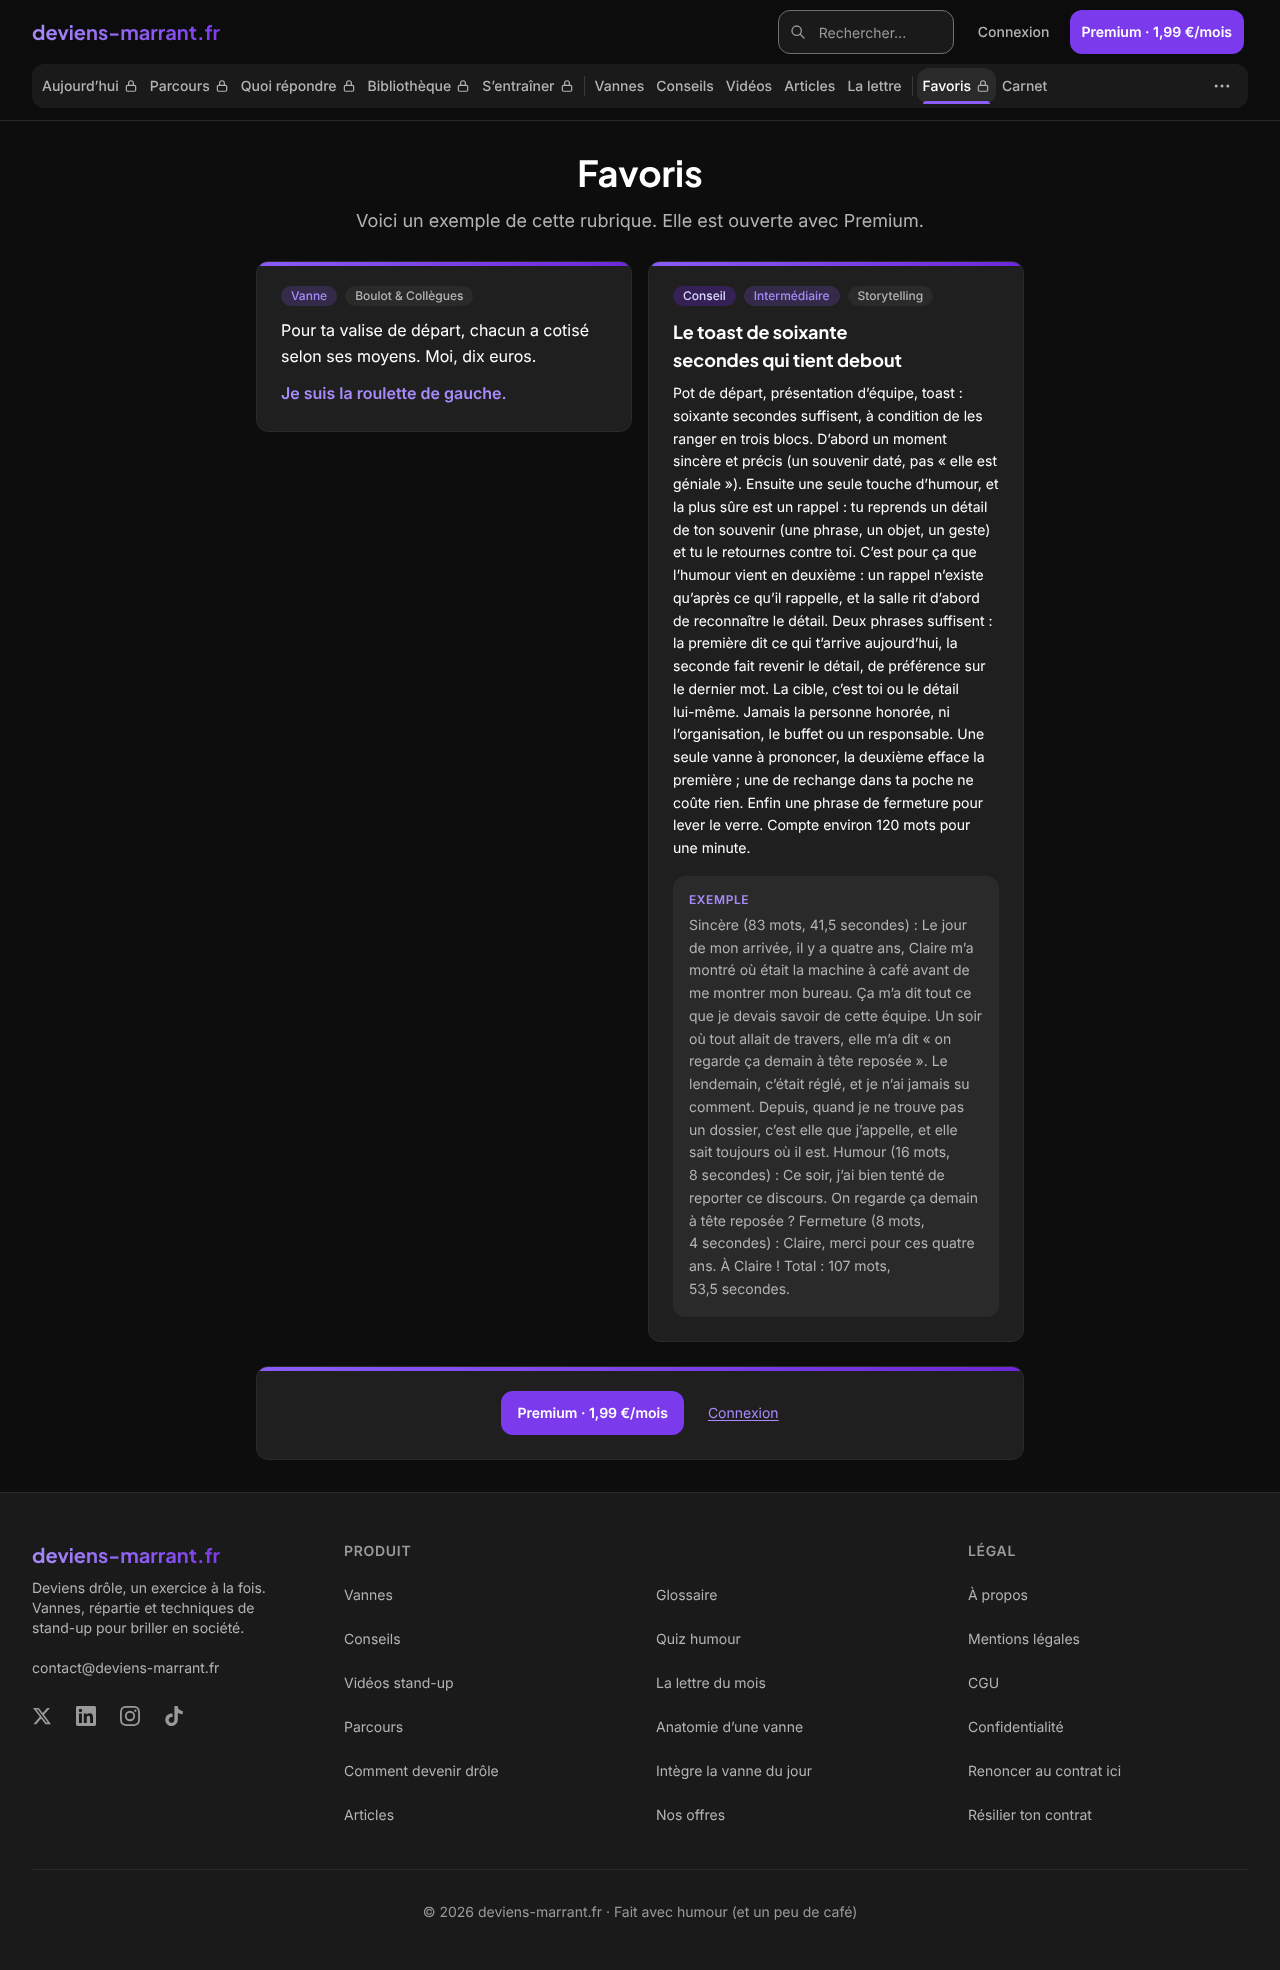 deviens-marrant.fr
Rechercher...
Connexion
Premium · 1,99 €/mois
Aujourd’hui
Parcours
Quoi répondre
Bibliothèque
S’entraîner
Vannes
Conseils
Vidéos
Articles
La lettre
Favoris
Carnet
Favoris
Voici un exemple de cette rubrique. Elle est ouverte avec Premium.
Vanne
Boulot & Collègues
Pour ta valise de départ, chacun a cotisé
selon ses moyens. Moi, dix euros.
Je suis la roulette de gauche.
Conseil
Intermédiaire
Storytelling
Le toast de soixante
secondes qui tient debout
Pot de départ, présentation d’équipe, toast :
soixante secondes suffisent, à condition de les
ranger en trois blocs. D’abord un moment
sincère et précis (un souvenir daté, pas « elle est
géniale »). Ensuite une seule touche d’humour, et
la plus sûre est un rappel : tu reprends un détail
de ton souvenir (une phrase, un objet, un geste)
et tu le retournes contre toi. C’est pour ça que
l’humour vient en deuxième : un rappel n’existe
qu’après ce qu’il rappelle, et la salle rit d’abord
de reconnaître le détail. Deux phrases suffisent :
la première dit ce qui t’arrive aujourd’hui, la
seconde fait revenir le détail, de préférence sur
le dernier mot. La cible, c’est toi ou le détail
lui-même. Jamais la personne honorée, ni
l’organisation, le buffet ou un responsable. Une
seule vanne à prononcer, la deuxième efface la
première ; une de rechange dans ta poche ne
coûte rien. Enfin une phrase de fermeture pour
lever le verre. Compte environ 120 mots pour
une minute.
EXEMPLE
Sincère (83 mots, 41,5 secondes) : Le jour
de mon arrivée, il y a quatre ans, Claire m’a
montré où était la machine à café avant de
me montrer mon bureau. Ça m’a dit tout ce
que je devais savoir de cette équipe. Un soir
où tout allait de travers, elle m’a dit « on
regarde ça demain à tête reposée ». Le
lendemain, c’était réglé, et je n’ai jamais su
comment. Depuis, quand je ne trouve pas
un dossier, c’est elle que j’appelle, et elle
sait toujours où il est. Humour (16 mots,
8 secondes) : Ce soir, j’ai bien tenté de
reporter ce discours. On regarde ça demain
à tête reposée ? Fermeture (8 mots,
4 secondes) : Claire, merci pour ces quatre
ans. À Claire ! Total : 107 mots,
53,5 secondes.
Premium · 1,99 €/mois
Connexion
deviens-marrant.fr
Deviens drôle, un exercice à la fois.
Vannes, répartie et techniques de
stand-up pour briller en société.
contact@deviens-marrant.fr
PRODUIT
Vannes
Conseils
Vidéos stand-up
Parcours
Comment devenir drôle
Articles
Glossaire
Quiz humour
La lettre du mois
Anatomie d’une vanne
Intègre la vanne du jour
Nos offres
LÉGAL
À propos
Mentions légales
CGU
Confidentialité
Renoncer au contrat ici
Résilier ton contrat
© 2026 deviens-marrant.fr · Fait avec humour (et un peu de café)